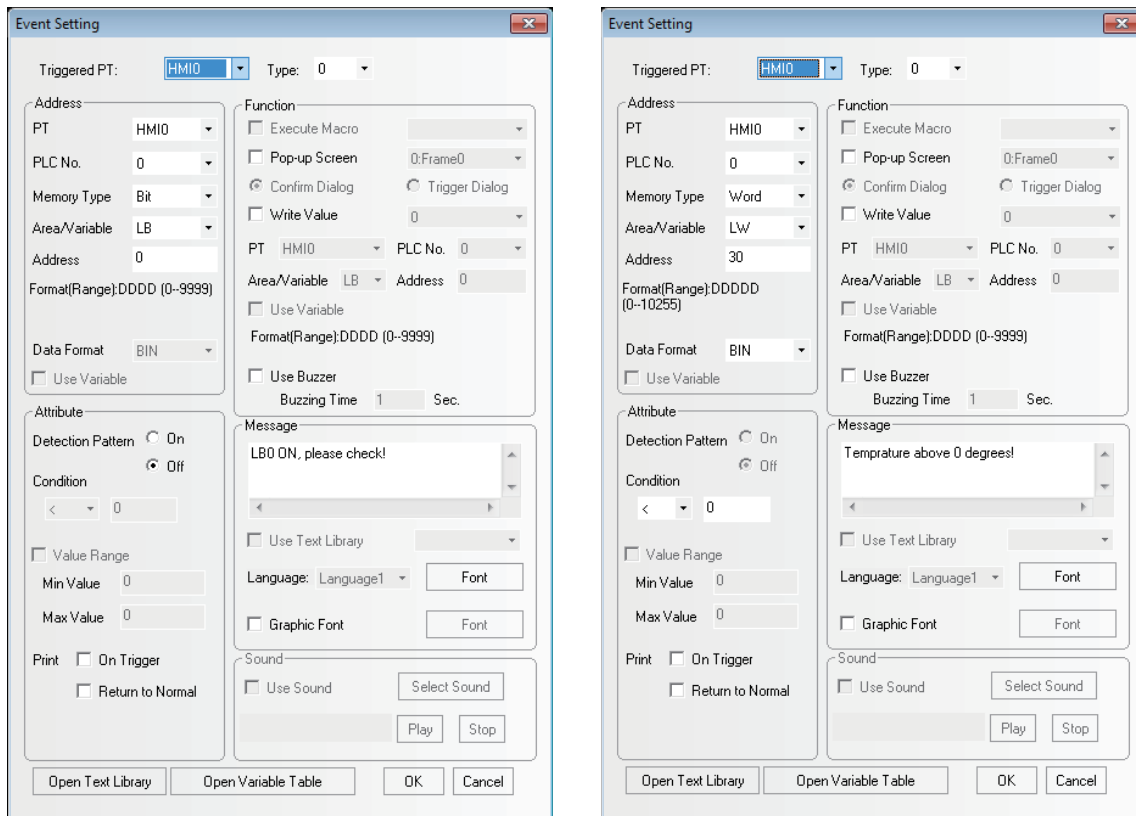 Event Setting
Triggered PT: HMI0 Type: 0
Address
PT HMI0
PLC No. 0
Memory Type Bit
Area/Variable LB
Address 0
Format(Range):DDDD (0--9999)
Data Format BIN
Use Variable
Attribute
Detection Pattern On
Off
Condition
< 0
Value Range
Min Value 0
Max Value 0
Print On Trigger
Return to Normal
Function
Execute Macro
Pop-up Screen 0:Frame0
Confirm Dialog Trigger Dialog
Write Value 0
PT HMI0 PLC No. 0
Area/Variable LB Address 0
Use Variable
Format(Range):DDDD (0--9999)
Use Buzzer
Buzzing Time 1 Sec.
Message
LB0 ON, please check!
Use Text Library
Language: Language1 Font
Graphic Font Font
Sound
Use Sound Select Sound
Play Stop
Open Text Library Open Variable Table OK Cancel
Event Setting
Triggered PT: HMI0 Type: 0
Address
PT HMI0
PLC No. 0
Memory Type Word
Area/Variable LW
Address 30
Format(Range):DDDDD
(0--10255)
Data Format BIN
Use Variable
Attribute
Detection Pattern On
Off
Condition
< 0
Value Range
Min Value 0
Max Value 0
Print On Trigger
Return to Normal
Function
Execute Macro
Pop-up Screen 0:Frame0
Confirm Dialog Trigger Dialog
Write Value 0
PT HMI0 PLC No. 0
Area/Variable LB Address 0
Use Variable
Format(Range):DDDD (0--9999)
Use Buzzer
Buzzing Time 1 Sec.
Message
Temprature above 0 degrees!
Use Text Library
Language: Language1 Font
Graphic Font Font
Sound
Use Sound Select Sound
Play Stop
Open Text Library Open Variable Table OK Cancel